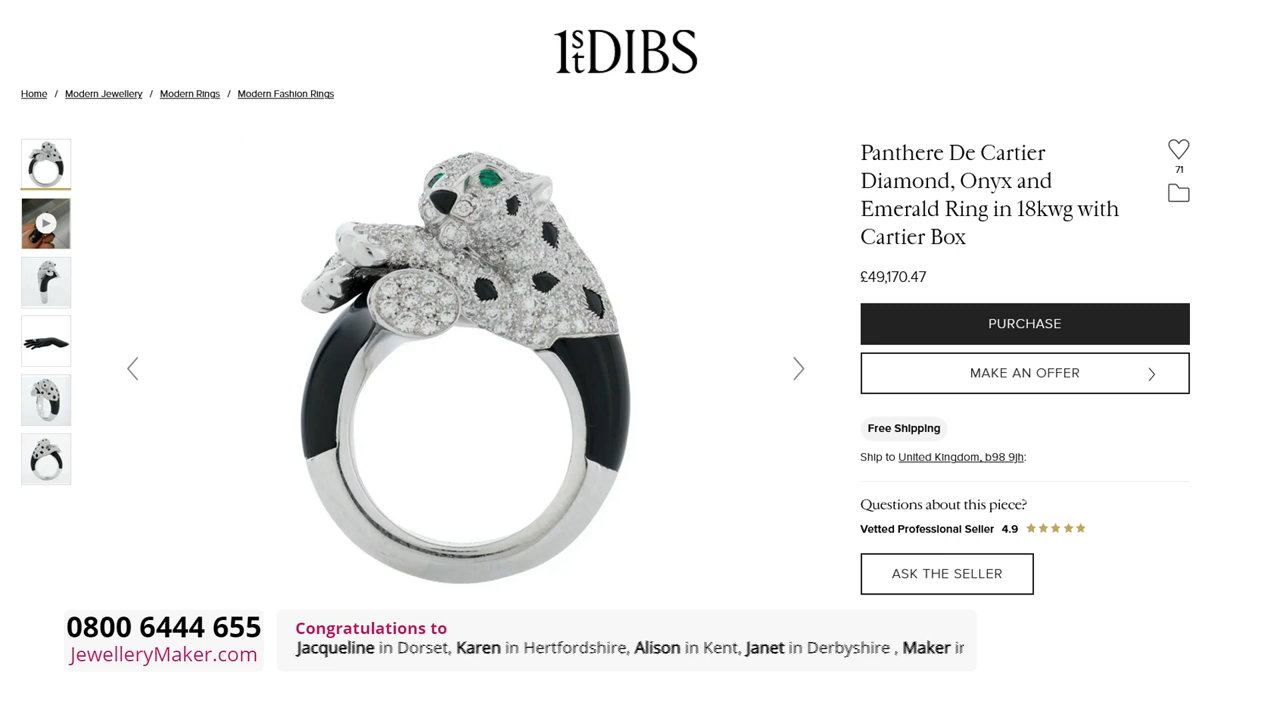 1stDIBS
Home / Modern Jewellery / Modern Rings / Modern Fashion Rings
Panthere De Cartier
Diamond, Onyx and
Emerald Ring in 18kwg with
Cartier Box
71
£49,170.47
PURCHASE
MAKE AN OFFER
Free Shipping
Ship to United Kingdom, b98 9jh:
Questions about this piece?
Vetted Professional Seller 4.9
ASK THE SELLER
0800 6444 655
JewelleryMaker.com
Congratulations to
Jacqueline in Dorset, Karen in Hertfordshire, Alison in Kent, Janet in Derbyshire , Maker in